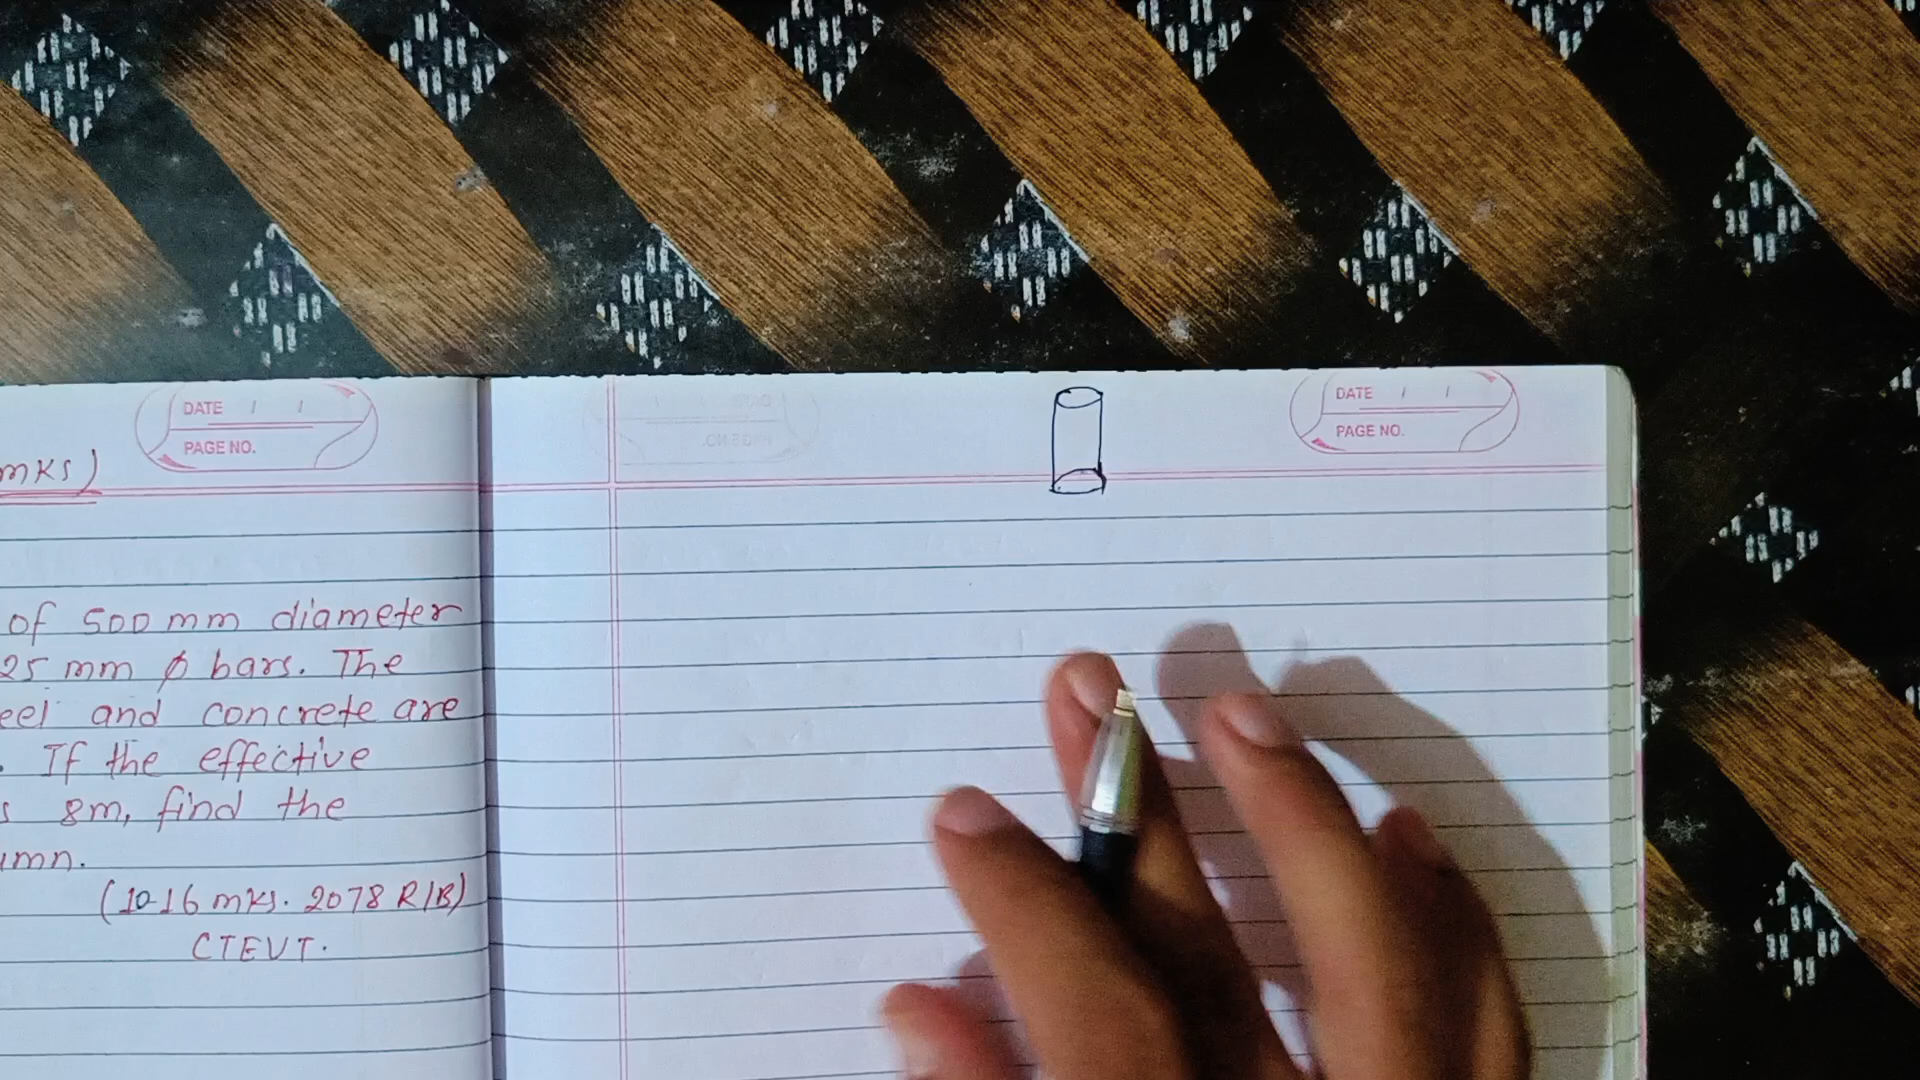 DATE / /
PAGE NO.
mks)
of 500 mm diameter
25 mm ϕ bars. The
eel and concrete are
. If the effective
s 8m, find the
umn.
(10-16 mks. 2078 R/B)
CTEVT.
DATE / /
PAGE NO.